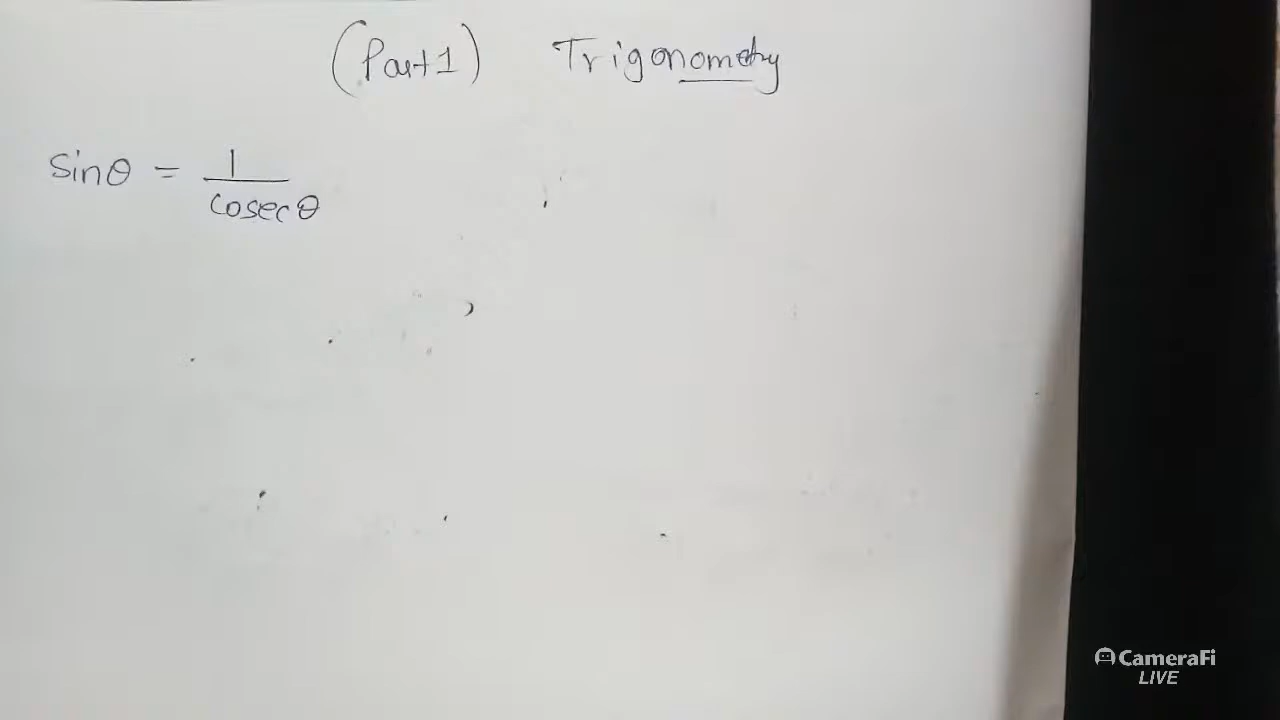 (Part 1) Trigonometry
sinθ = 1 / cosecθ
CameraFi
LIVE